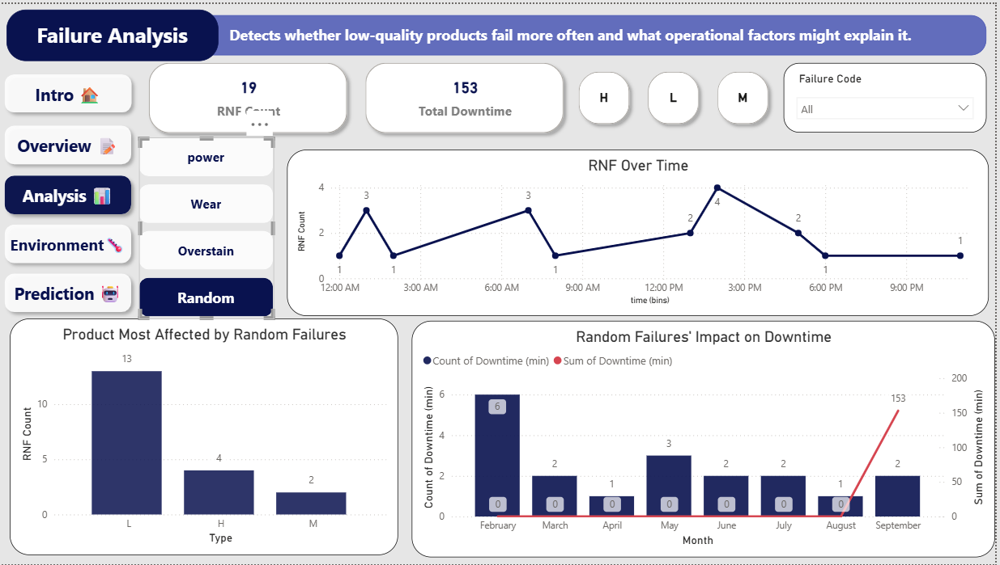 Failure Analysis
Detects whether low-quality products fail more often and what operational factors might explain it.
Intro
Overview
Analysis
Environment
Prediction
19
RNF Count
153
Total Downtime
H
L
M
Failure Code
All
power
Wear
Overstain
Random
RNF Over Time
RNF Count
4
2
0
1
3
1
3
1
2
4
2
1
1
12:00 AM
3:00 AM
6:00 AM
9:00 AM
12:00 PM
3:00 PM
6:00 PM
9:00 PM
time (bins)
Product Most Affected by Random Failures
RNF Count
10
5
0
13
4
2
L
H
M
Type
Random Failures' Impact on Downtime
Count of Downtime (min)
Sum of Downtime (min)
Count of Downtime (min)
6
4
2
0
6
2
1
3
2
2
1
2
0
0
0
0
0
0
0
153
February
March
April
May
June
July
August
September
Month
200
150
100
50
0
Sum of Downtime (min)